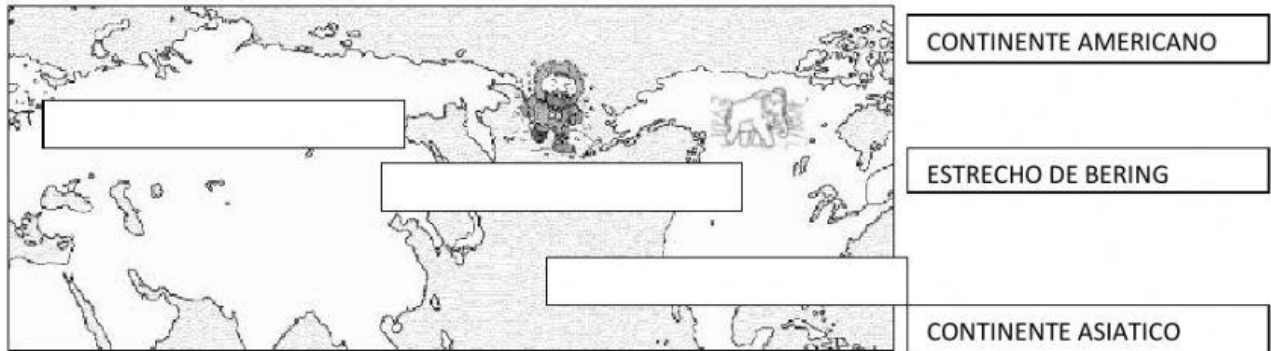 CONTINENTE AMERICANO
ESTRECHO DE BERING
CONTINENTE ASIATICO